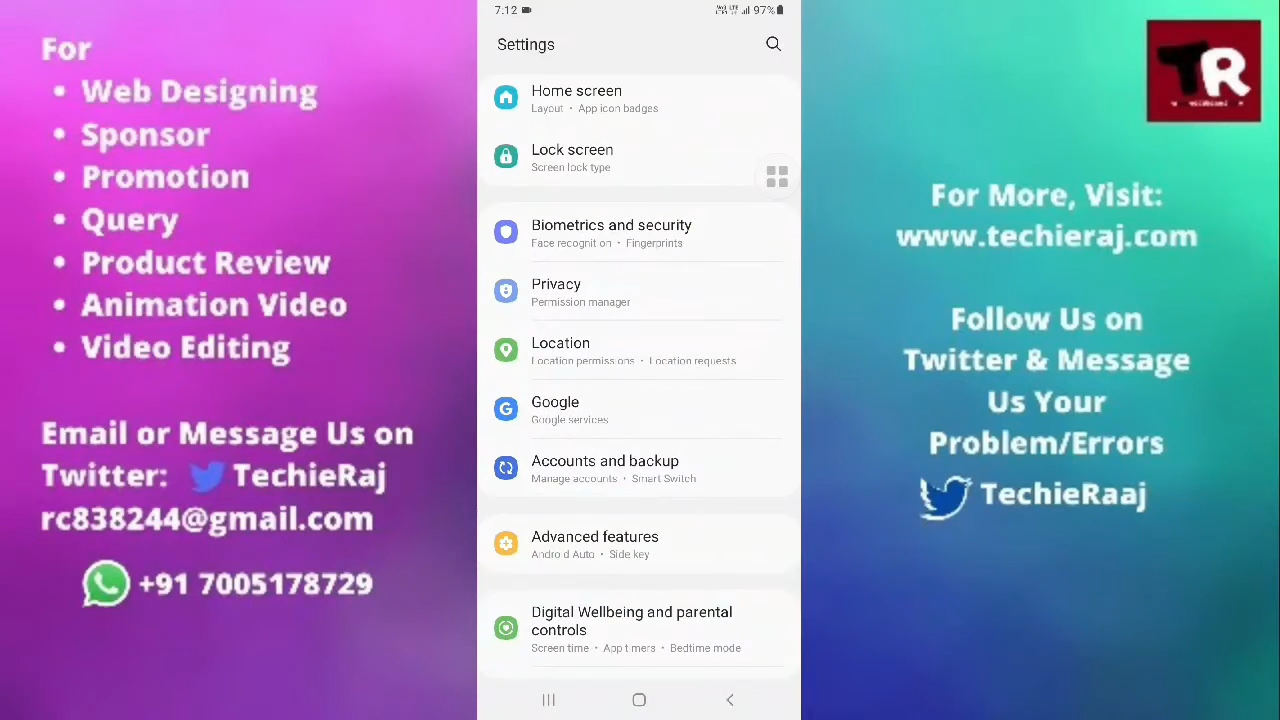 For
• Web Designing
• Sponsor
• Promotion
• Query
• Product Review
• Animation Video
• Video Editing
Email or Message Us on
Twitter: TechieRaj
rc838244@gmail.com
+91 7005178729
7:12
97%
Settings
Home screen
Layout • App icon badges
Lock screen
Screen lock type
Biometrics and security
Face recognition • Fingerprints
Privacy
Permission manager
Location
Location permissions • Location requests
Google
Google services
Accounts and backup
Manage accounts • Smart Switch
Advanced features
Android Auto • Side key
Digital Wellbeing and parental
controls
Screen time • App timers • Bedtime mode
TR
For More, Visit:
www.techieraj.com
Follow Us on
Twitter & Message
Us Your
Problem/Errors
TechieRaaj